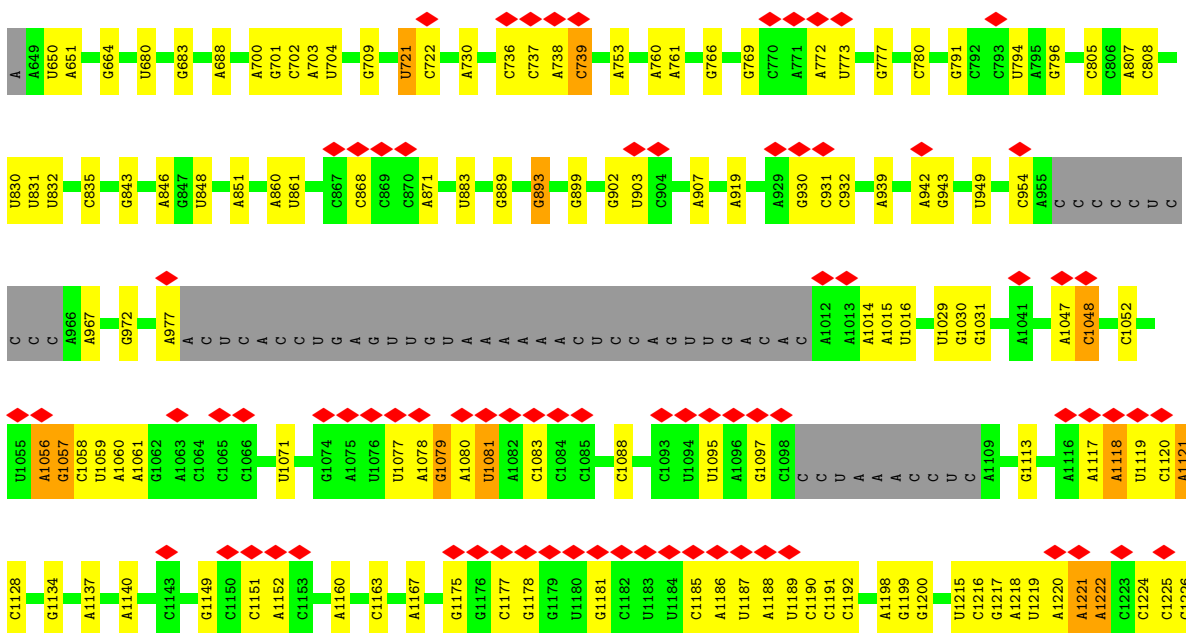 A A649 U650 A651 G664 U680 G683 A688 A700 G701 C702 A703 U704 G709 U721 C722 A730 C736 C737 A738 C739 A753 A760 A761 G766 G769 C770 A771 A772 U773 G777 C780 G791 C792 C793 U794 A795 G796 C805 C806 A807 C808
U830 U831 U832 C835 G843 A846 G847 U848 A851 A860 U861 C867 C868 C869 C870 A871 U883 G889 G893 G899 G902 U903 C904 A907 A919 A929 G930 C931 C932 A939 A942 G943 U949 C954 A955 C C C C C U C
C C C A966 A967 G972 A977 A C U C A C C U G A G U U G U A A A A A A C U C C A G U U G A C A C A1012 A1013 A1014 A1015 U1016 U1029 G1030 G1031 A1041 A1047 C1048 C1052
U1055 A1056 G1057 C1058 U1059 A1060 A1061 G1062 A1063 C1064 C1065 C1066 U1071 G1074 A1075 U1076 U1077 A1078 G1079 A1080 U1081 A1082 C1083 C1084 C1085 C1088 C1093 U1094 U1095 A1096 G1097 C1098 C C U A A A C C U C A1109 G1113 A1116 A1117 A1118 U1119 C1120 A1121
C1128 G1134 A1137 A1140 C1143 G1149 C1150 C1151 A1152 C1153 A1160 C1163 A1167 G1175 G1176 C1177 G1178 G1179 U1180 G1181 C1182 U1183 U1184 C1185 A1186 U1187 A1188 U1189 C1190 C1191 C1192 A1198 G1199 G1200 U1215 C1216 G1217 A1218 U1219 A1220 A1221 A1222 C1223 C1224 C1225 C1226